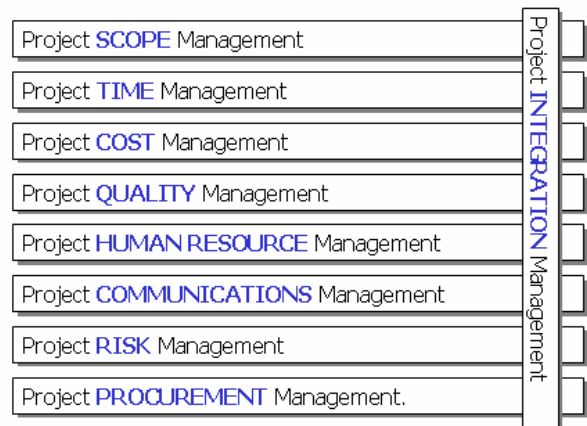 Project SCOPE Management
Project TIME Management
Project COST Management
Project QUALITY Management
Project HUMAN RESOURCE Management
Project COMMUNICATIONS Management
Project RISK Management
Project PROCUREMENT Management.
Project INTEGRATION Management